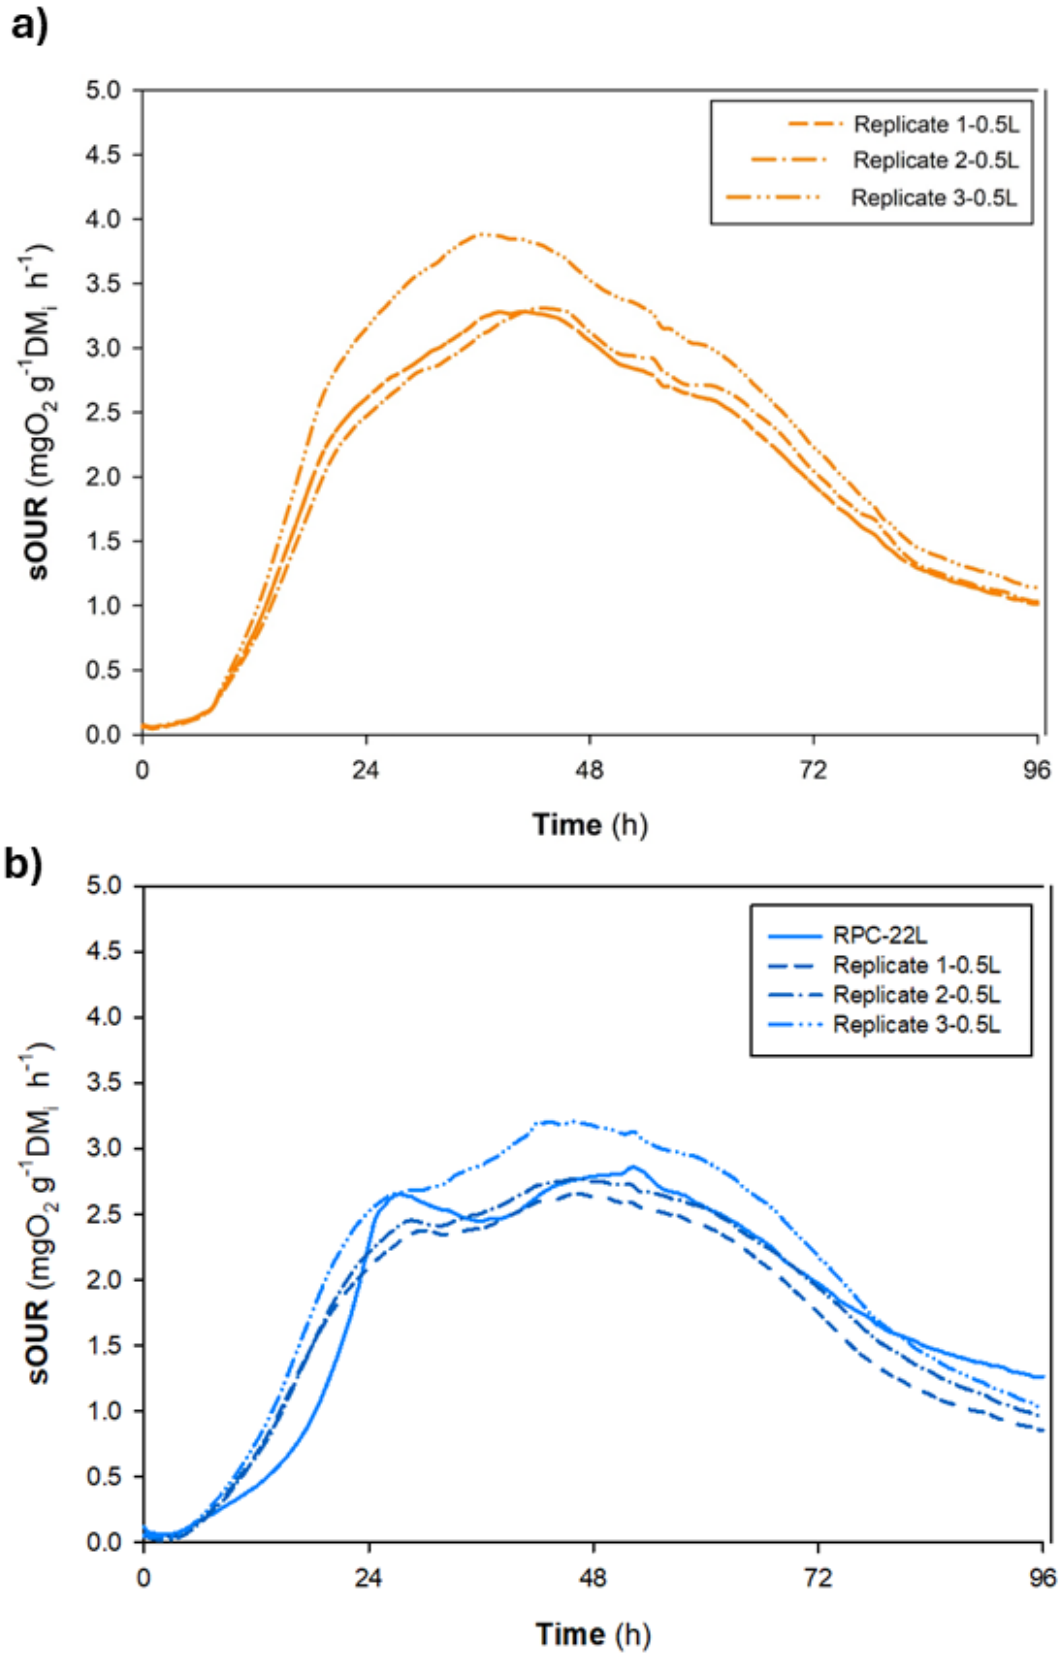 a)
5.0
4.5
4.0
3.5
3.0
2.5
2.0
1.5
1.0
0.5
0.0
sOUR (mgO₂ g⁻¹DMᵢ h⁻¹)
Replicate 1-0.5L
Replicate 2-0.5L
Replicate 3-0.5L
0 24 48 72 96
Time (h)
b)
5.0
4.5
4.0
3.5
3.0
2.5
2.0
1.5
1.0
0.5
0.0
sOUR (mgO₂ g⁻¹DMᵢ h⁻¹)
RPC-22L
Replicate 1-0.5L
Replicate 2-0.5L
Replicate 3-0.5L
0 24 48 72 96
Time (h)